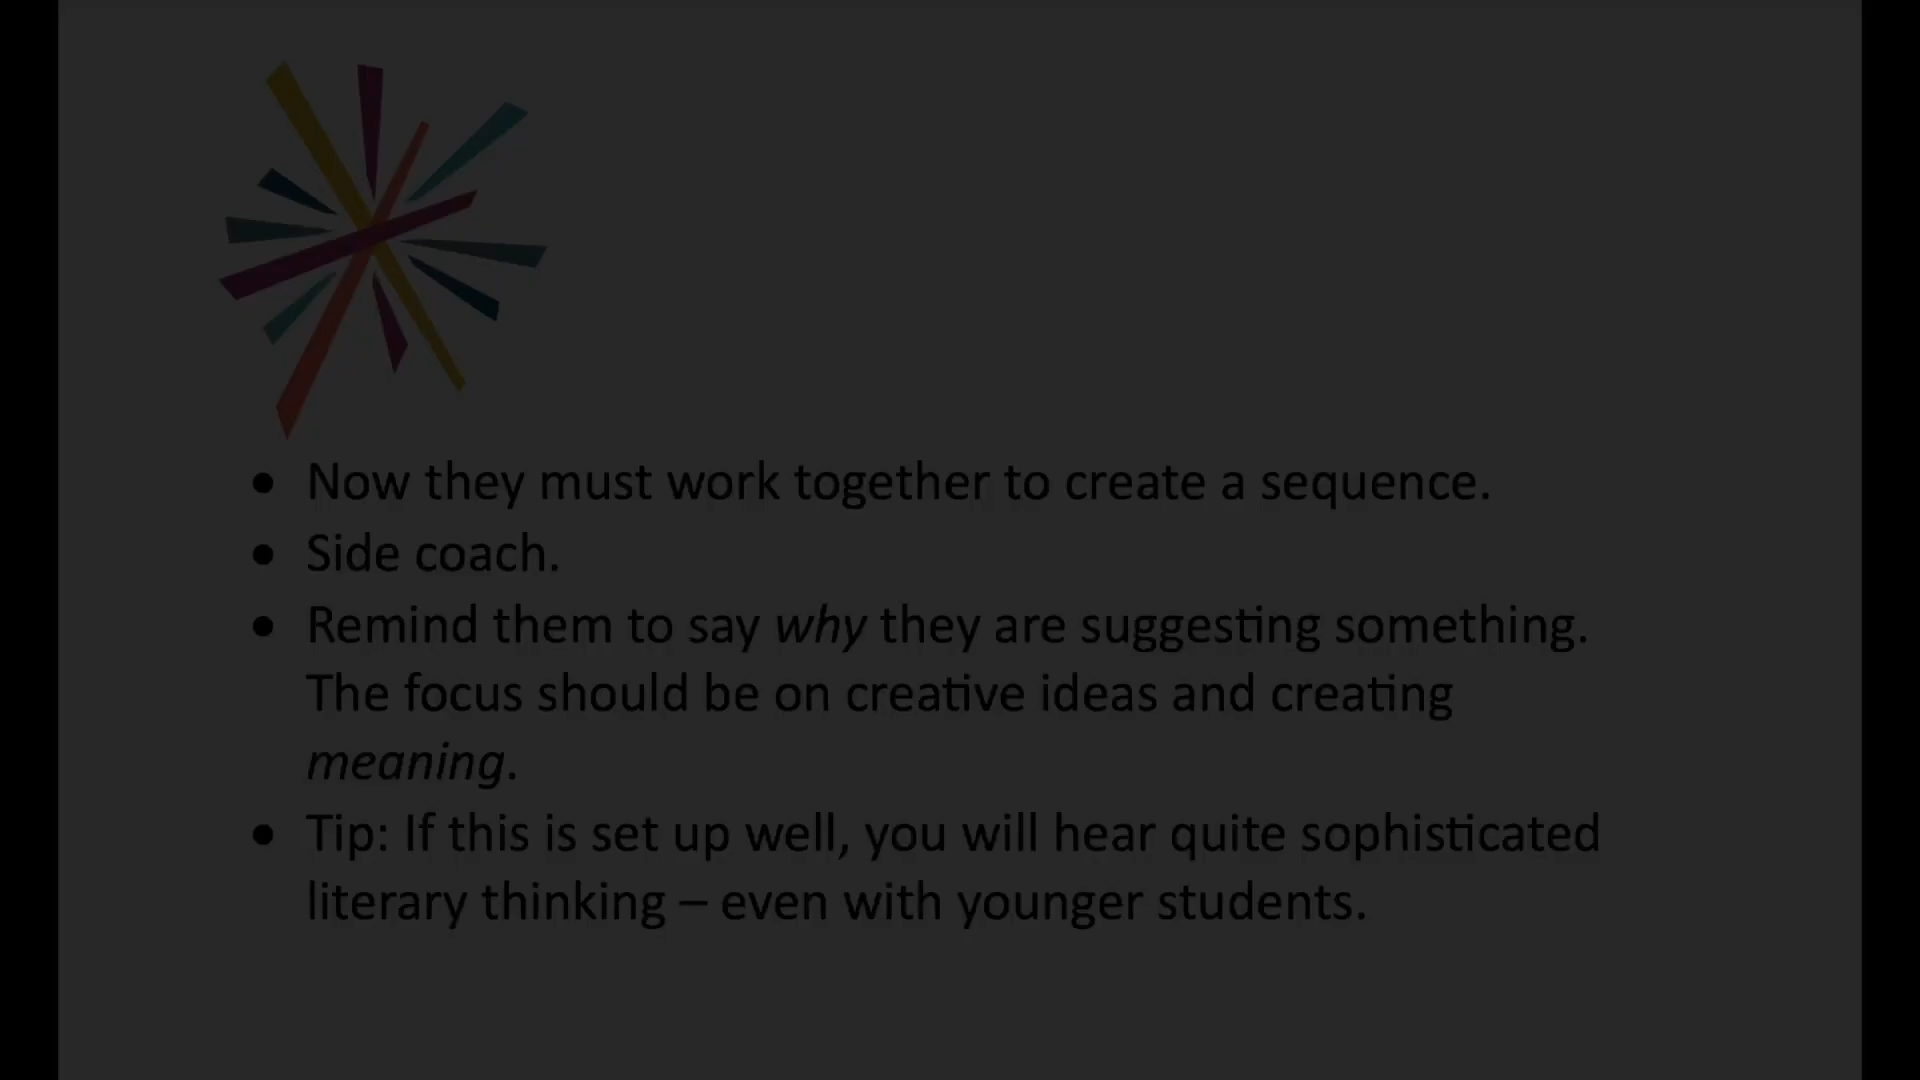 • Now they must work together to create a sequence.
• Side coach.
• Remind them to say why they are suggesting something.
The focus should be on creative ideas and creating
meaning.
• Tip: If this is set up well, you will hear quite sophisticated
literary thinking – even with younger students.